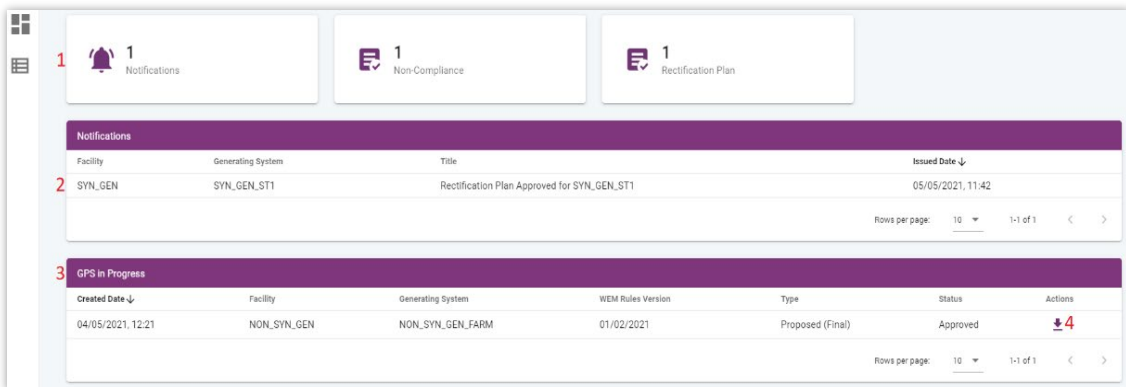 1 1 1 1
Notifications Non-Compliance Rectification Plan
Notifications
Facility Generating System Title Issued Date
2 SYN_GEN SYN_GEN_ST1 Rectification Plan Approved for SYN_GEN_ST1 05/05/2021, 11:42
Rows per page: 10 1-1 of 1
3 GPS in Progress
Created Date Facility Generating System WEM Rules Version Type Status Actions
04/05/2021, 12:21 NON_SYN_GEN NON_SYN_GEN_FARM 01/02/2021 Proposed (Final) Approved 4
Rows per page: 10 1-1 of 1